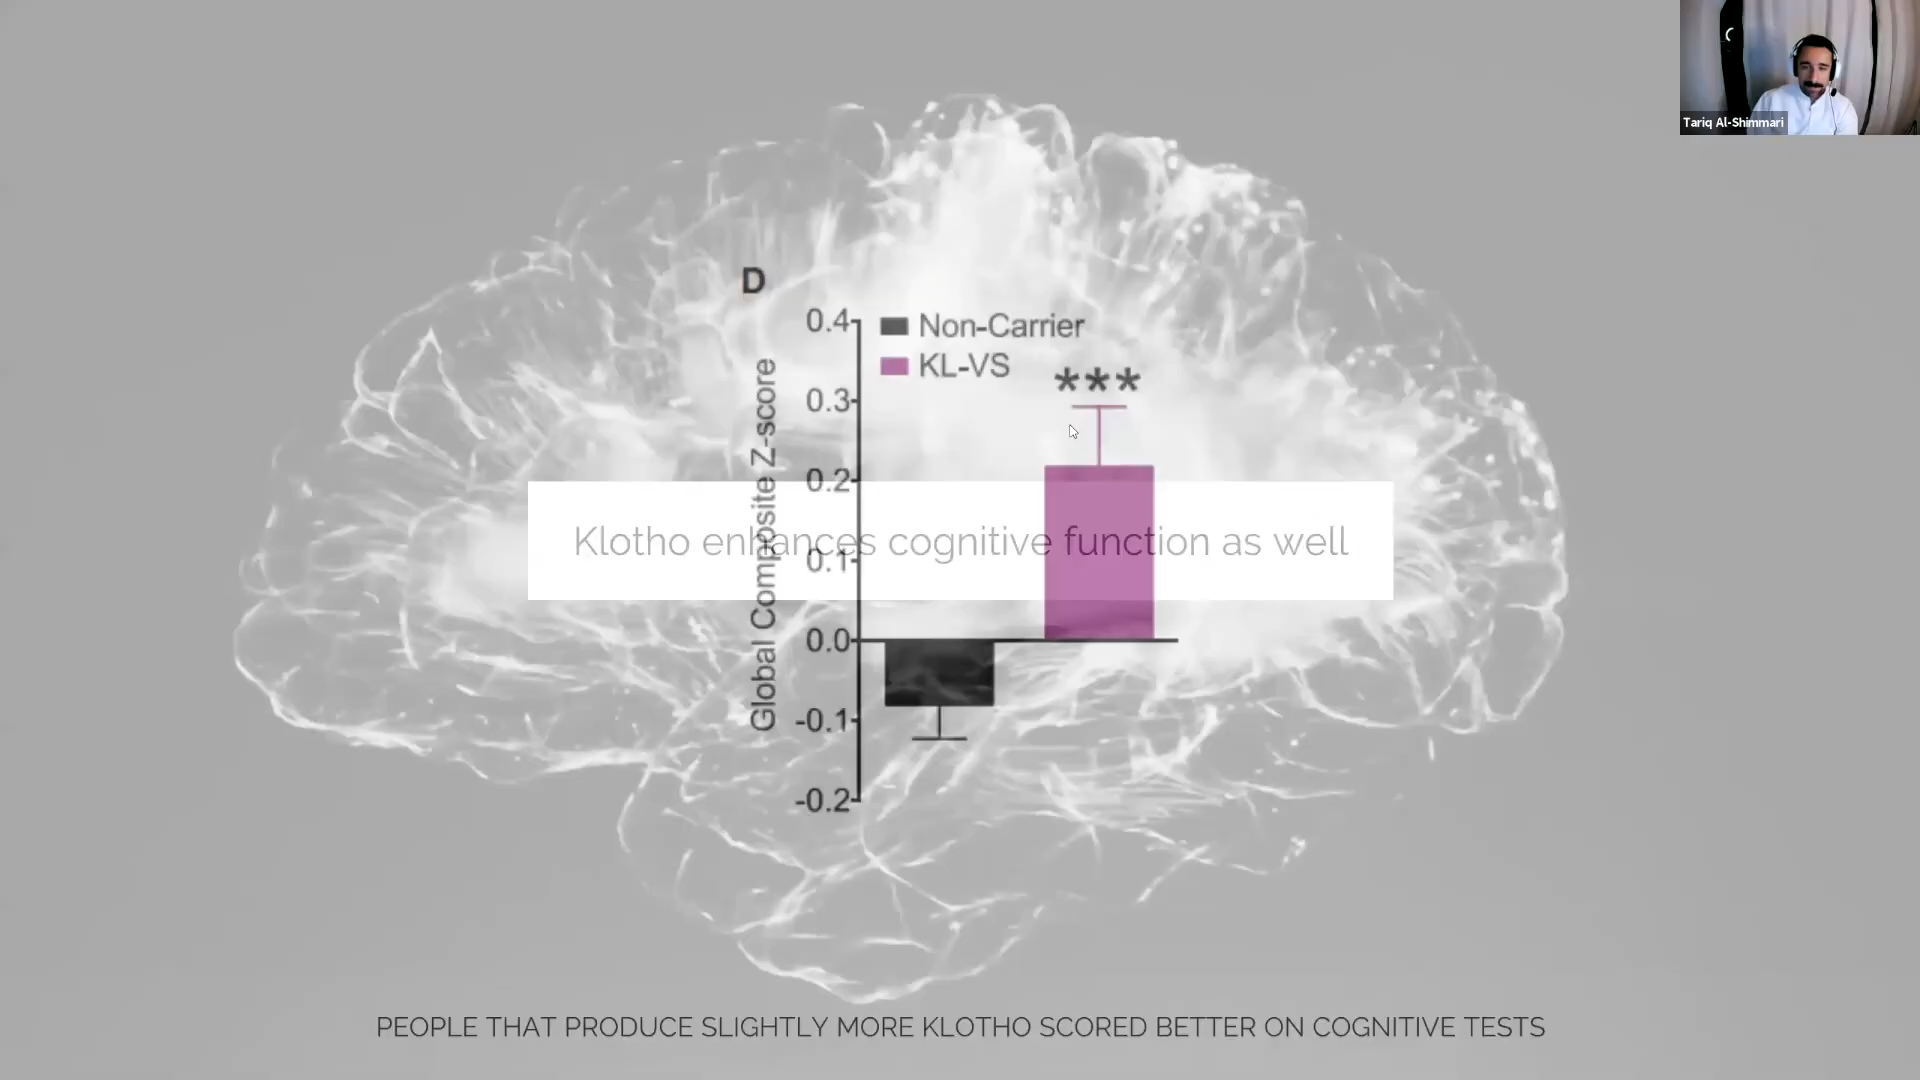 Tariq Al-Shimmari
D
0.4
Non-Carrier
KL-VS
***
0.3
0.2
0.1
0.0
-0.1
-0.2
Global Composite Z-score
Klotho enhances cognitive function as well
PEOPLE THAT PRODUCE SLIGHTLY MORE KLOTHO SCORED BETTER ON COGNITIVE TESTS